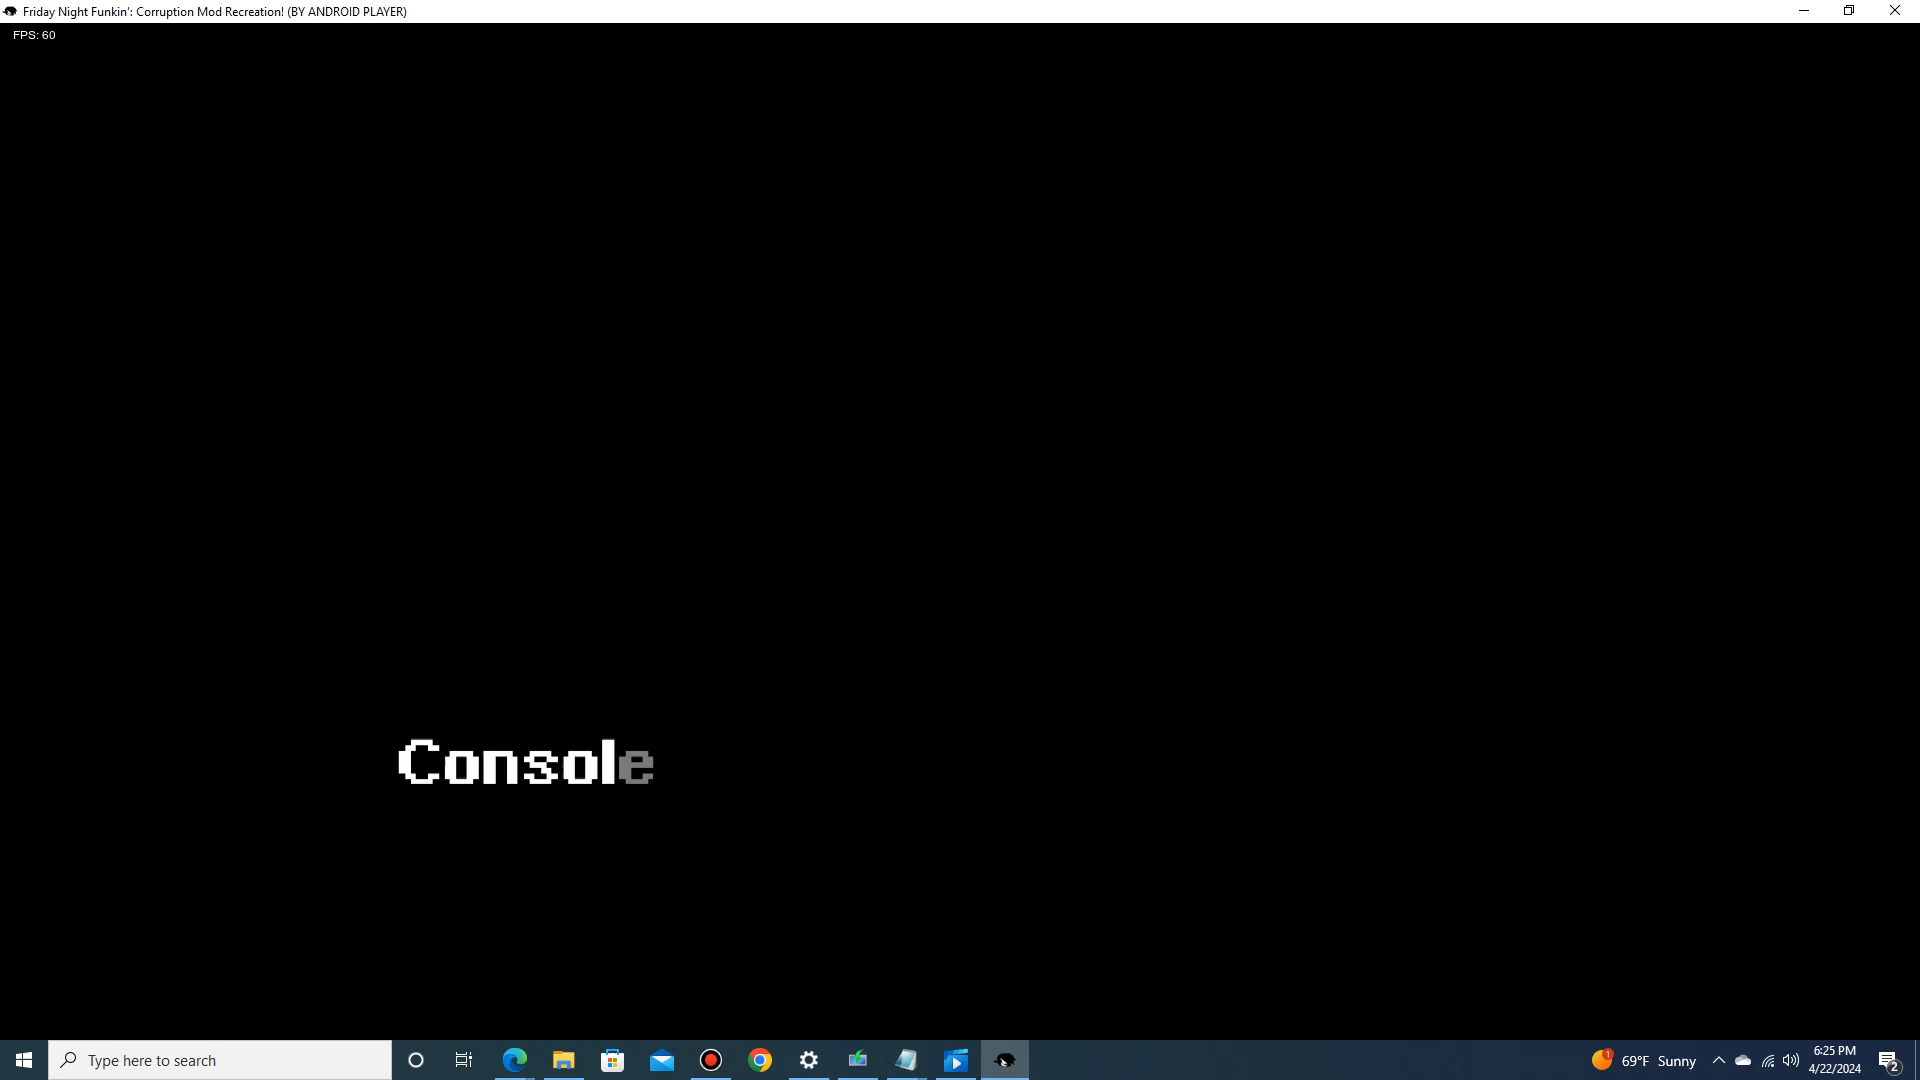 Friday Night Funkin': Corruption Mod Recreation! (BY ANDROID PLAYER)
FPS: 60
Console
Type here to search
1
69°F Sunny
6:25 PM
4/22/2024
2